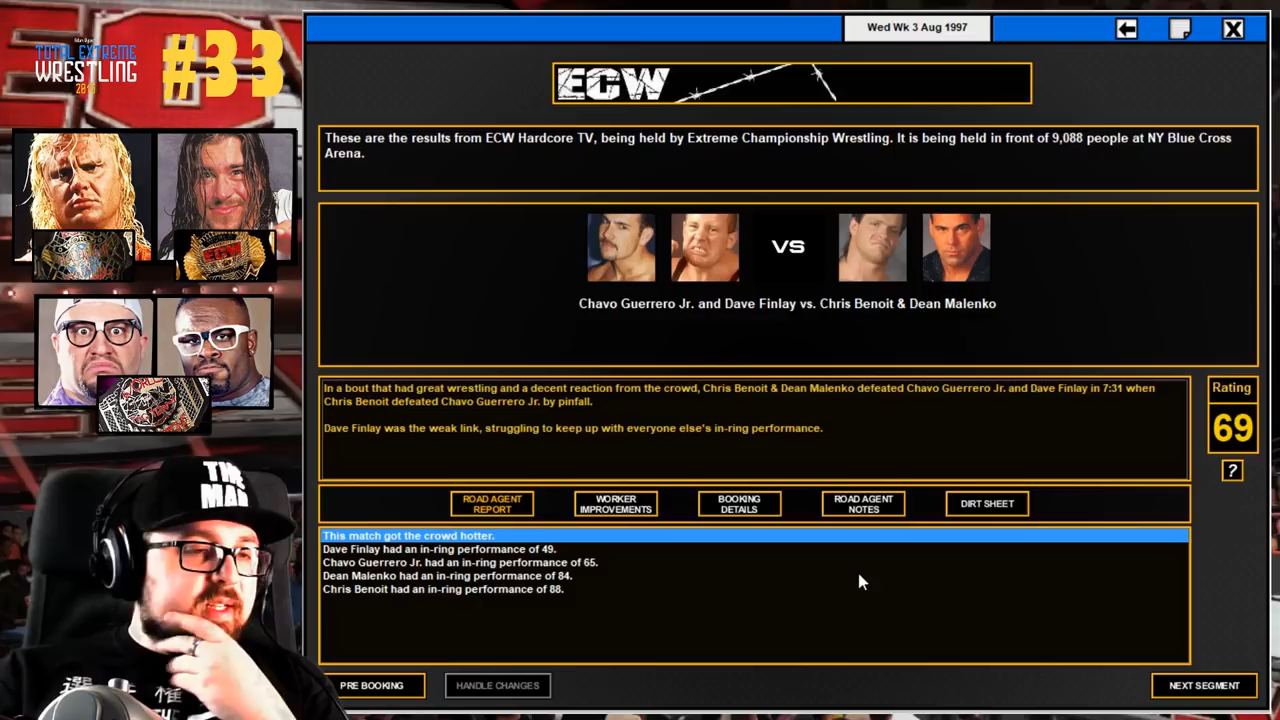 TOTAL EXTREME
WRESTLING
#33
Wed Wk 3 Aug 1997
X
ECW
These are the results from ECW Hardcore TV, being held by Extreme Championship Wrestling. It is being held in front of 9,088 people at NY Blue Cross
Arena.
VS
Chavo Guerrero Jr. and Dave Finlay vs. Chris Benoit & Dean Malenko
In a bout that had great wrestling and a decent reaction from the crowd, Chris Benoit & Dean Malenko defeated Chavo Guerrero Jr. and Dave Finlay in 7:31 when
Chris Benoit defeated Chavo Guerrero Jr. by pinfall.
Dave Finlay was the weak link, struggling to keep up with everyone else's in-ring performance.
Rating
69
?
ROAD AGENT
REPORT
WORKER
IMPROVEMENTS
BOOKING
DETAILS
ROAD AGENT
NOTES
DIRT SHEET
This match got the crowd hotter.
Dave Finlay had an in-ring performance of 49.
Chavo Guerrero Jr. had an in-ring performance of 65.
Dean Malenko had an in-ring performance of 84.
Chris Benoit had an in-ring performance of 88.
PRE BOOKING
HANDLE CHANGES
NEXT SEGMENT
THE
MAN
選
権